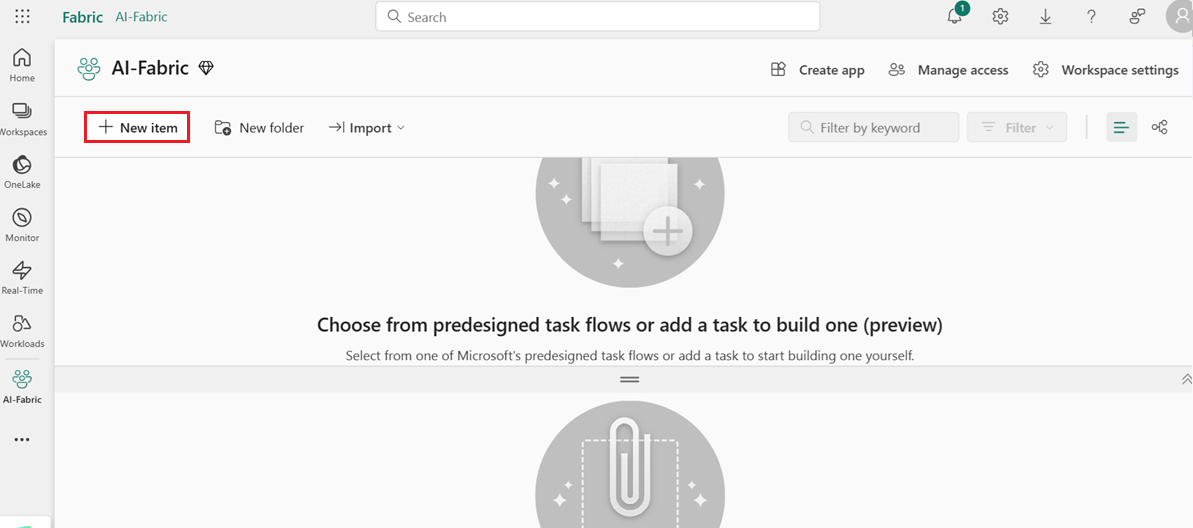 Fabric AI-Fabric
Search
1
Home
Workspaces
OneLake
Monitor
Real-Time
Workloads
AI-Fabric
AI-Fabric
Create app
Manage access
Workspace settings
New item
New folder
Import
Filter by keyword
Filter
Choose from predesigned task flows or add a task to build one (preview)
Select from one of Microsoft's predesigned task flows or add a task to start building one yourself.